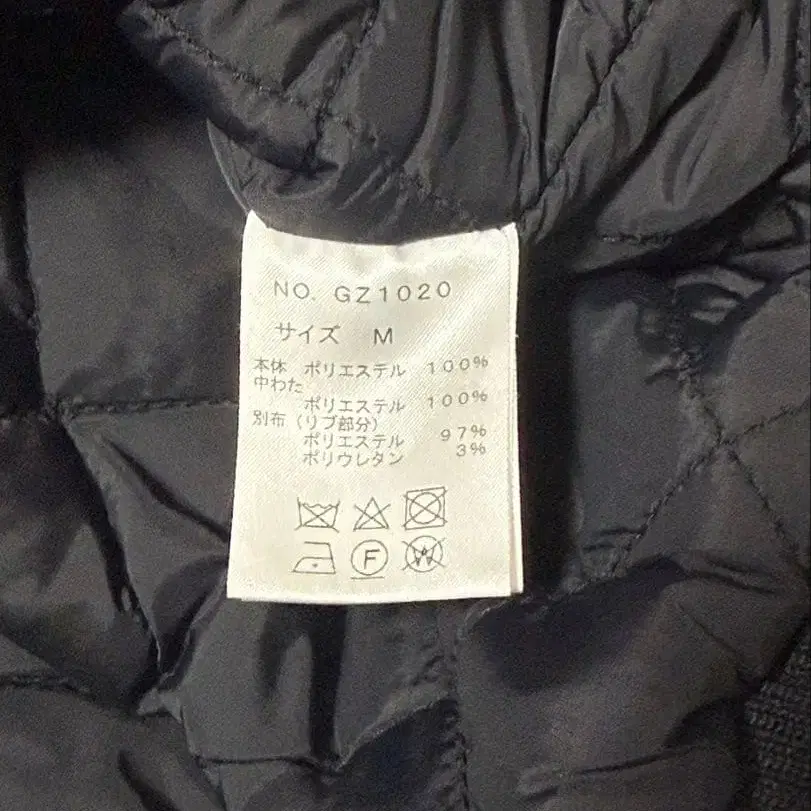 NO. GZ1020
サイズ M
本体 ポリエステル 100%
中わた
ポリエステル 100%
別布(リブ部分)
ポリエステル 97%
ポリウレタン 3%
F W